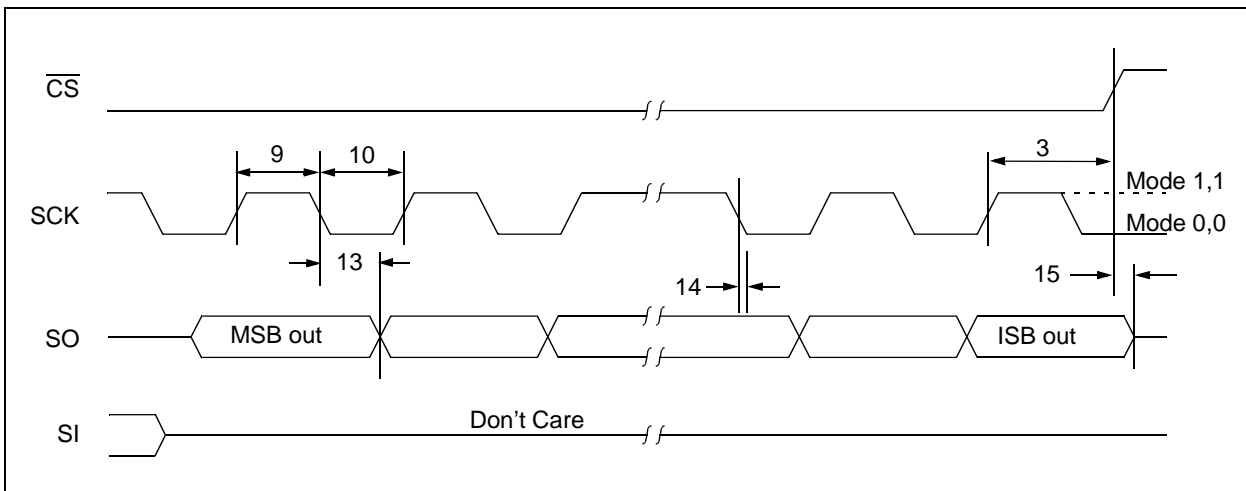 CS
9
10
3
SCK
Mode 1,1
Mode 0,0
13
14
15
SO
MSB out
ISB out
SI
Don't Care